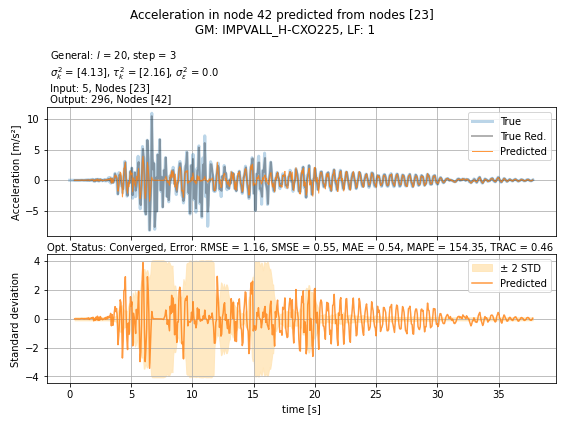 Acceleration in node 42 predicted from nodes [23]
GM: IMPVALL_H-CXO225, LF: 1
General: l = 20, step = 3
σ²ₖ = [4.13], τ²ₖ = [2.16], σ²ε = 0.0
Input: 5, Nodes [23]
Output: 296, Nodes [42]
Acceleration [m/s²]
10
5
0
−5
True
True Red.
Predicted
Opt. Status: Converged, Error: RMSE = 1.16, SMSE = 0.55, MAE = 0.54, MAPE = 154.35, TRAC = 0.46
Standard deviation
4
2
0
−2
−4
± 2 STD
Predicted
0 5 10 15 20 25 30 35
time [s]